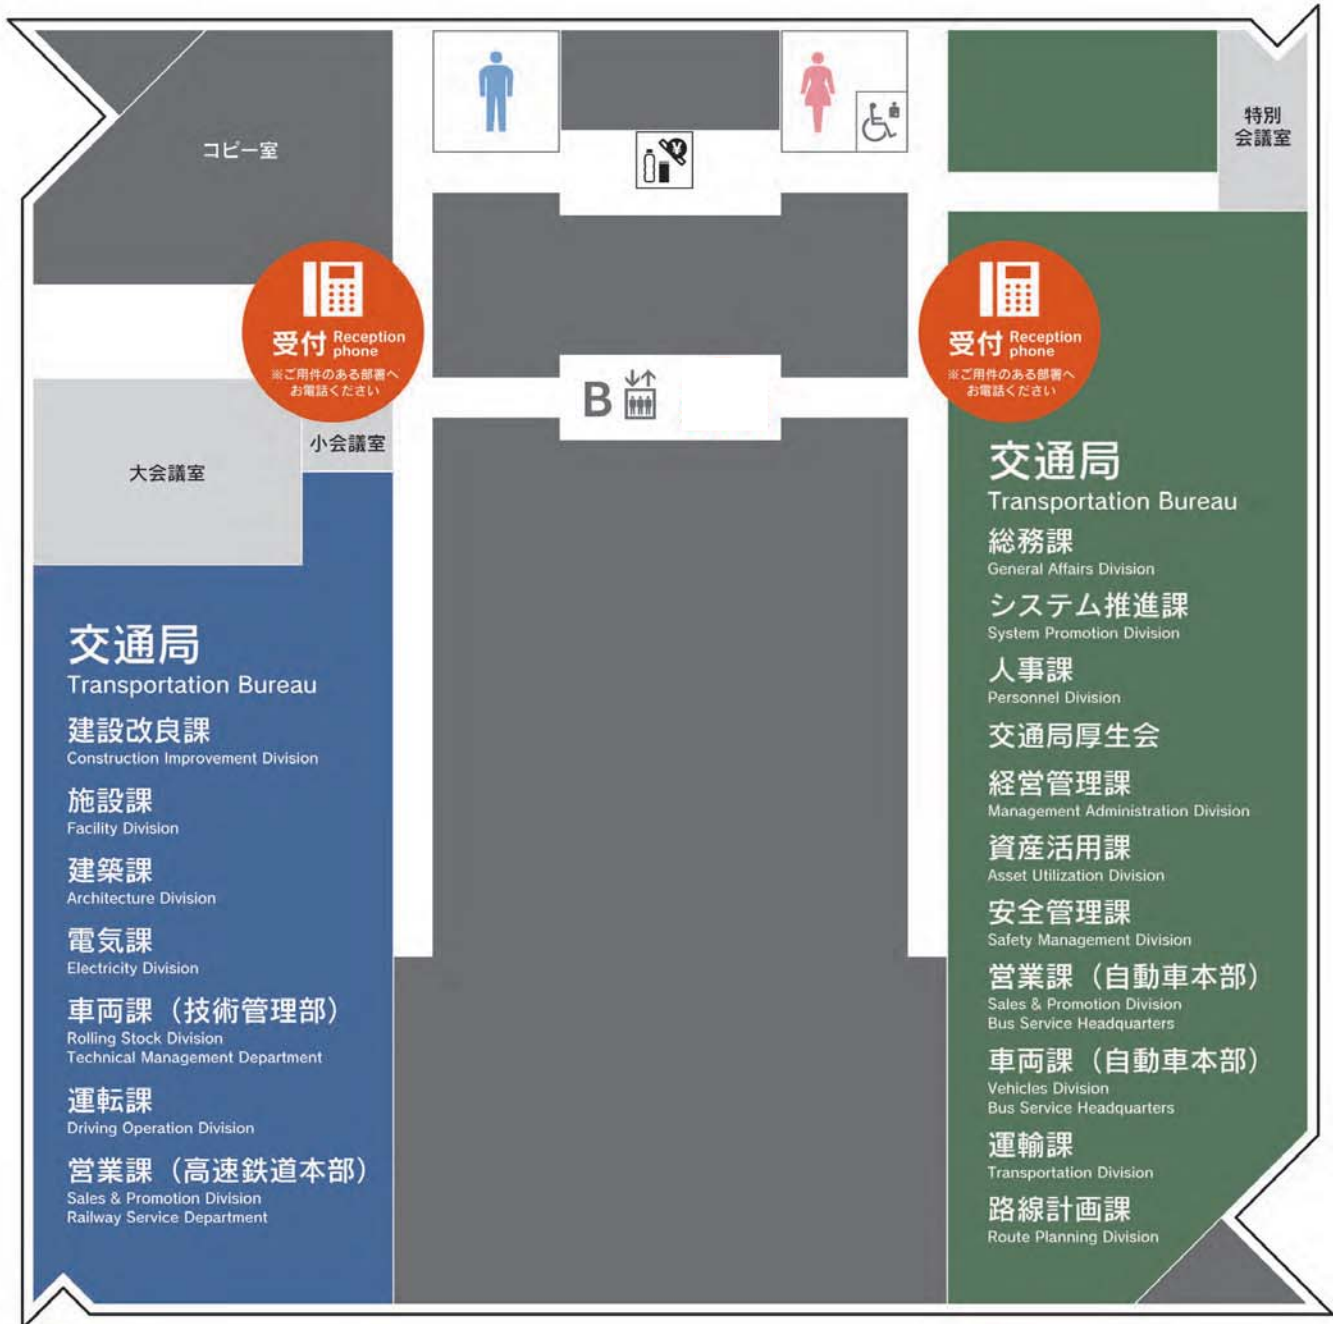 コピー室
¥
特別
会議室
受付 Reception
phone
※ご用件のある部署へ
お電話ください
受付 Reception
phone
※ご用件のある部署へ
お電話ください
B
小会議室
大会議室
交通局
Transportation Bureau
建設改良課
Construction Improvement Division
施設課
Facility Division
建築課
Architecture Division
電気課
Electricity Division
車両課（技術管理部）
Rolling Stock Division
Technical Management Department
運転課
Driving Operation Division
営業課（高速鉄道本部）
Sales & Promotion Division
Railway Service Department
交通局
Transportation Bureau
総務課
General Affairs Division
システム推進課
System Promotion Division
人事課
Personnel Division
交通局厚生会
経営管理課
Management Administration Division
資産活用課
Asset Utilization Division
安全管理課
Safety Management Division
営業課（自動車本部）
Sales & Promotion Division
Bus Service Headquarters
車両課（自動車本部）
Vehicles Division
Bus Service Headquarters
運輸課
Transportation Division
路線計画課
Route Planning Division